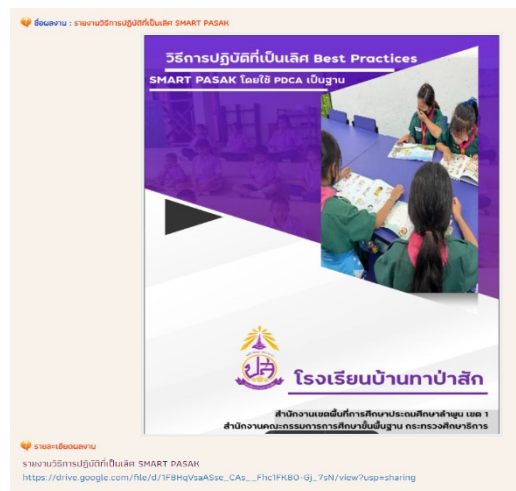 ชื่อผลงาน : รายงานวิธีการปฏิบัติที่เป็นเลิศ SMART PASAK
วิธีการปฏิบัติที่เป็นเลิศ Best Practices
SMART PASAK โดยใช้ PDCA เป็นฐาน
ปส
โรงเรียนบ้านทาป่าสัก
สำนักงานเขตพื้นที่การศึกษาประถมศึกษาลำพูน เขต 1
สำนักงานคณะกรรมการการศึกษาขั้นพื้นฐาน กระทรวงศึกษาธิการ
รายละเอียดผลงาน
รายงานวิธีการปฏิบัติที่เป็นเลิศ SMART PASAK
https://drive.google.com/file/d/1F8HqVsaASse_CAs__Fhc1FK8O-Gj_7sN/view?usp=sharing